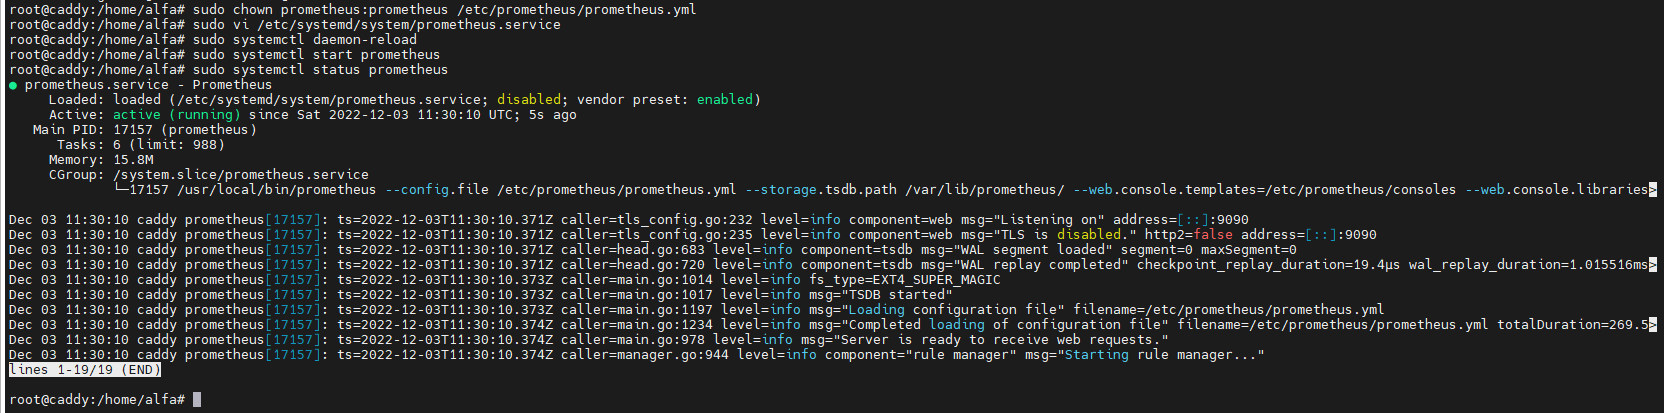 root@caddy:/home/alfa# sudo chown prometheus:prometheus /etc/prometheus/prometheus.yml
root@caddy:/home/alfa# sudo vi /etc/systemd/system/prometheus.service
root@caddy:/home/alfa# sudo systemctl daemon-reload
root@caddy:/home/alfa# sudo systemctl start prometheus
root@caddy:/home/alfa# sudo systemctl status prometheus
● prometheus.service - Prometheus
     Loaded: loaded (/etc/systemd/system/prometheus.service; disabled; vendor preset: enabled)
     Active: active (running) since Sat 2022-12-03 11:30:10 UTC; 5s ago
   Main PID: 17157 (prometheus)
      Tasks: 6 (limit: 988)
     Memory: 15.8M
     CGroup: /system.slice/prometheus.service
             └─17157 /usr/local/bin/prometheus --config.file /etc/prometheus/prometheus.yml --storage.tsdb.path /var/lib/prometheus/ --web.console.templates=/etc/prometheus/consoles --web.console.libraries>
Dec 03 11:30:10 caddy prometheus[17157]: ts=2022-12-03T11:30:10.371Z caller=tls_config.go:232 level=info component=web msg="Listening on" address=[::]:9090
Dec 03 11:30:10 caddy prometheus[17157]: ts=2022-12-03T11:30:10.371Z caller=tls_config.go:235 level=info component=web msg="TLS is disabled." http2=false address=[::]:9090
Dec 03 11:30:10 caddy prometheus[17157]: ts=2022-12-03T11:30:10.371Z caller=head.go:683 level=info component=tsdb msg="WAL segment loaded" segment=0 maxSegment=0
Dec 03 11:30:10 caddy prometheus[17157]: ts=2022-12-03T11:30:10.371Z caller=head.go:720 level=info component=tsdb msg="WAL replay completed" checkpoint_replay_duration=19.4µs wal_replay_duration=1.015516ms>
Dec 03 11:30:10 caddy prometheus[17157]: ts=2022-12-03T11:30:10.373Z caller=main.go:1014 level=info fs_type=EXT4_SUPER_MAGIC
Dec 03 11:30:10 caddy prometheus[17157]: ts=2022-12-03T11:30:10.373Z caller=main.go:1017 level=info msg="TSDB started"
Dec 03 11:30:10 caddy prometheus[17157]: ts=2022-12-03T11:30:10.373Z caller=main.go:1197 level=info msg="Loading configuration file" filename=/etc/prometheus/prometheus.yml
Dec 03 11:30:10 caddy prometheus[17157]: ts=2022-12-03T11:30:10.374Z caller=main.go:1234 level=info msg="Completed loading of configuration file" filename=/etc/prometheus/prometheus.yml totalDuration=269.5>
Dec 03 11:30:10 caddy prometheus[17157]: ts=2022-12-03T11:30:10.374Z caller=main.go:978 level=info msg="Server is ready to receive web requests."
Dec 03 11:30:10 caddy prometheus[17157]: ts=2022-12-03T11:30:10.374Z caller=manager.go:944 level=info component="rule manager" msg="Starting rule manager..."
lines 1-19/19 (END)
root@caddy:/home/alfa#